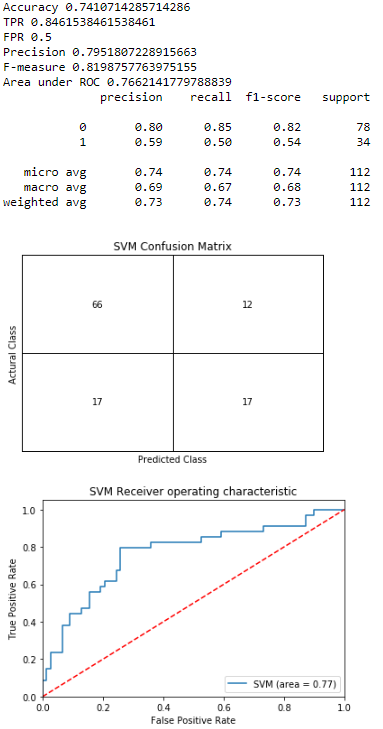 Accuracy 0.7410714285714286
TPR 0.8461538461538461
FPR 0.5
Precision 0.7951807228915663
F-measure 0.8198757763975155
Area under ROC 0.7662141779788839
precision recall f1-score support
0 0.80 0.85 0.82 78
1 0.59 0.50 0.54 34
micro avg 0.74 0.74 0.74 112
macro avg 0.69 0.67 0.68 112
weighted avg 0.73 0.74 0.73 112
SVM Confusion Matrix
Actural Class
66 12
17 17
Predicted Class
SVM Receiver operating characteristic
True Positive Rate
1.0
0.8
0.6
0.4
0.2
0.0
SVM (area = 0.77)
0.0 0.2 0.4 0.6 0.8 1.0
False Positive Rate